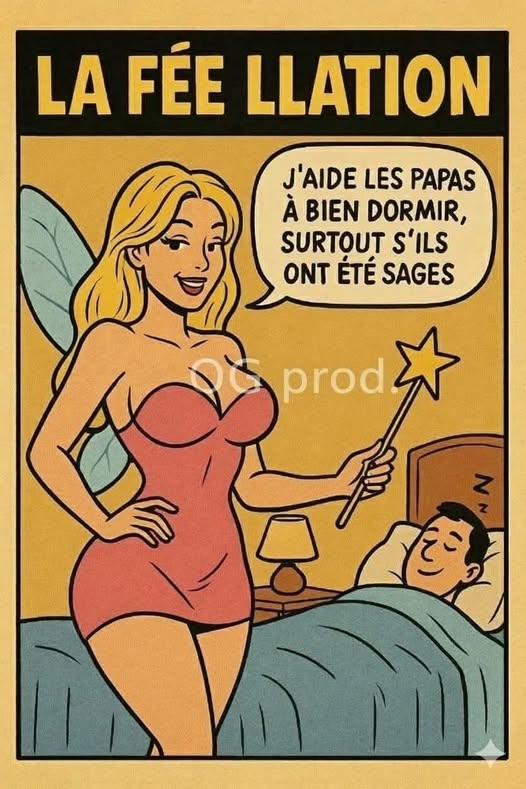 LA FÉE LLATION
J'AIDE LES PAPAS
À BIEN DORMIR,
SURTOUT S'ILS
ONT ÉTÉ SAGES
OG prod.
Z
Z